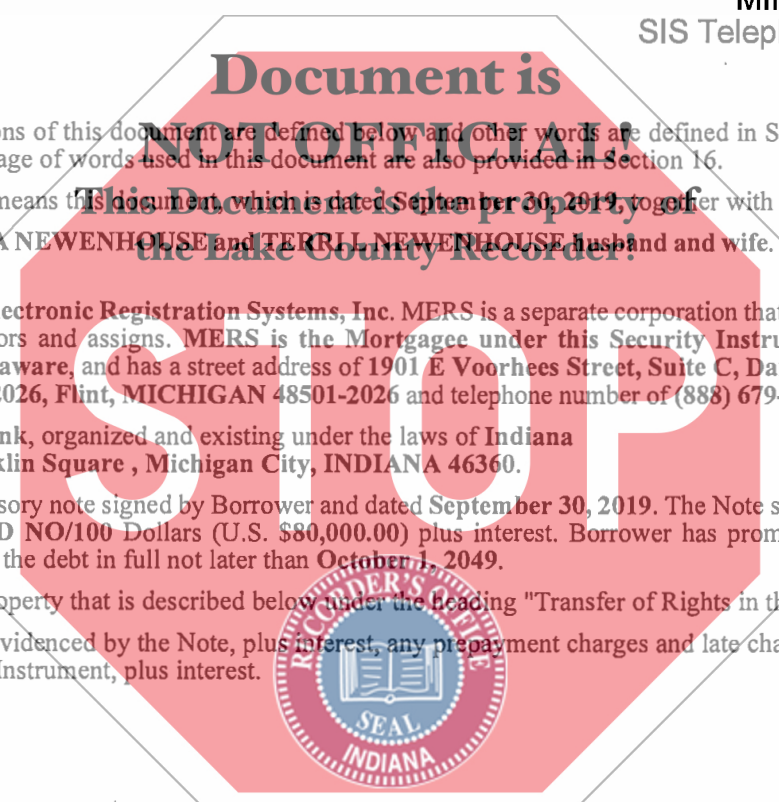 SIS Telep
Document is
NOT OFFICIAL!
ns of this document are defined below and other words are defined in S
age of words used in this document are also provided in Section 16.
means this document, which is dated September 30, 2019, together with
This Document is the property of
A NEWENHOUSE and TERRI L NEWENHOUSE husband and wife.
the Lake County Recorder!
lectronic Registration Systems, Inc. MERS is a separate corporation that
ors and assigns. MERS is the Mortgagee under this Security Instru
aware, and has a street address of 1901 E Voorhees Street, Suite C, Da
2026, Flint, MICHIGAN 48501-2026 and telephone number of (888) 679-
STOP
nk, organized and existing under the laws of Indiana
klin Square , Michigan City, INDIANA 46360.
sory note signed by Borrower and dated September 30, 2019. The Note s
D NO/100 Dollars (U.S. $80,000.00) plus interest. Borrower has prom
the debt in full not later than October 1, 2049.
operty that is described below under the heading "Transfer of Rights in th
videnced by the Note, plus interest, any prepayment charges and late cha
Instrument, plus interest.
RECORDER'S OFFICE
SEAL
INDIANA